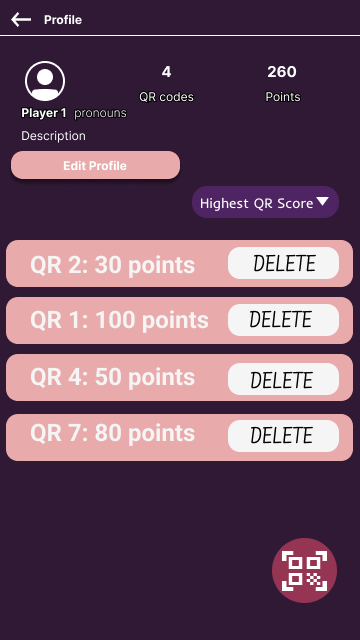 Profile
4 260
QR codes Points
Player 1 pronouns
Description
Edit Profile
Highest QR Score
QR 2: 30 points DELETE
QR 1: 100 points DELETE
QR 4: 50 points DELETE
QR 7: 80 points DELETE